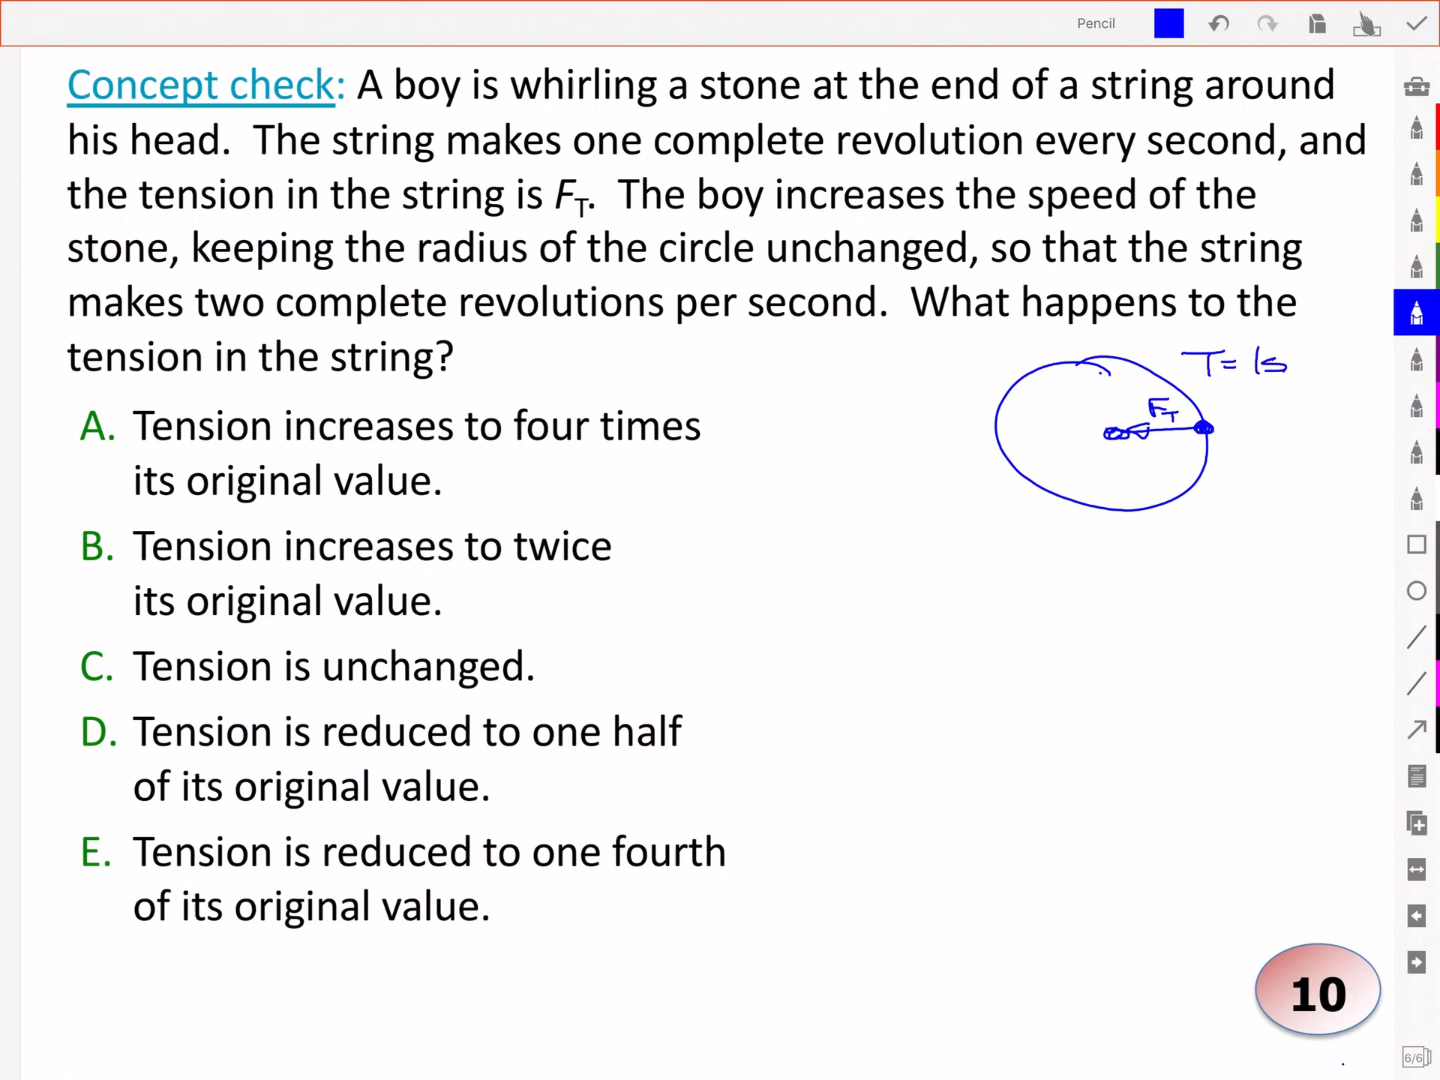 Pencil
Concept check: A boy is whirling a stone at the end of a string around
his head. The string makes one complete revolution every second, and
the tension in the string is FT. The boy increases the speed of the
stone, keeping the radius of the circle unchanged, so that the string
makes two complete revolutions per second. What happens to the
tension in the string?
T= 1s
FT
A. Tension increases to four times
its original value.
B. Tension increases to twice
its original value.
C. Tension is unchanged.
D. Tension is reduced to one half
of its original value.
E. Tension is reduced to one fourth
of its original value.
10
6/6